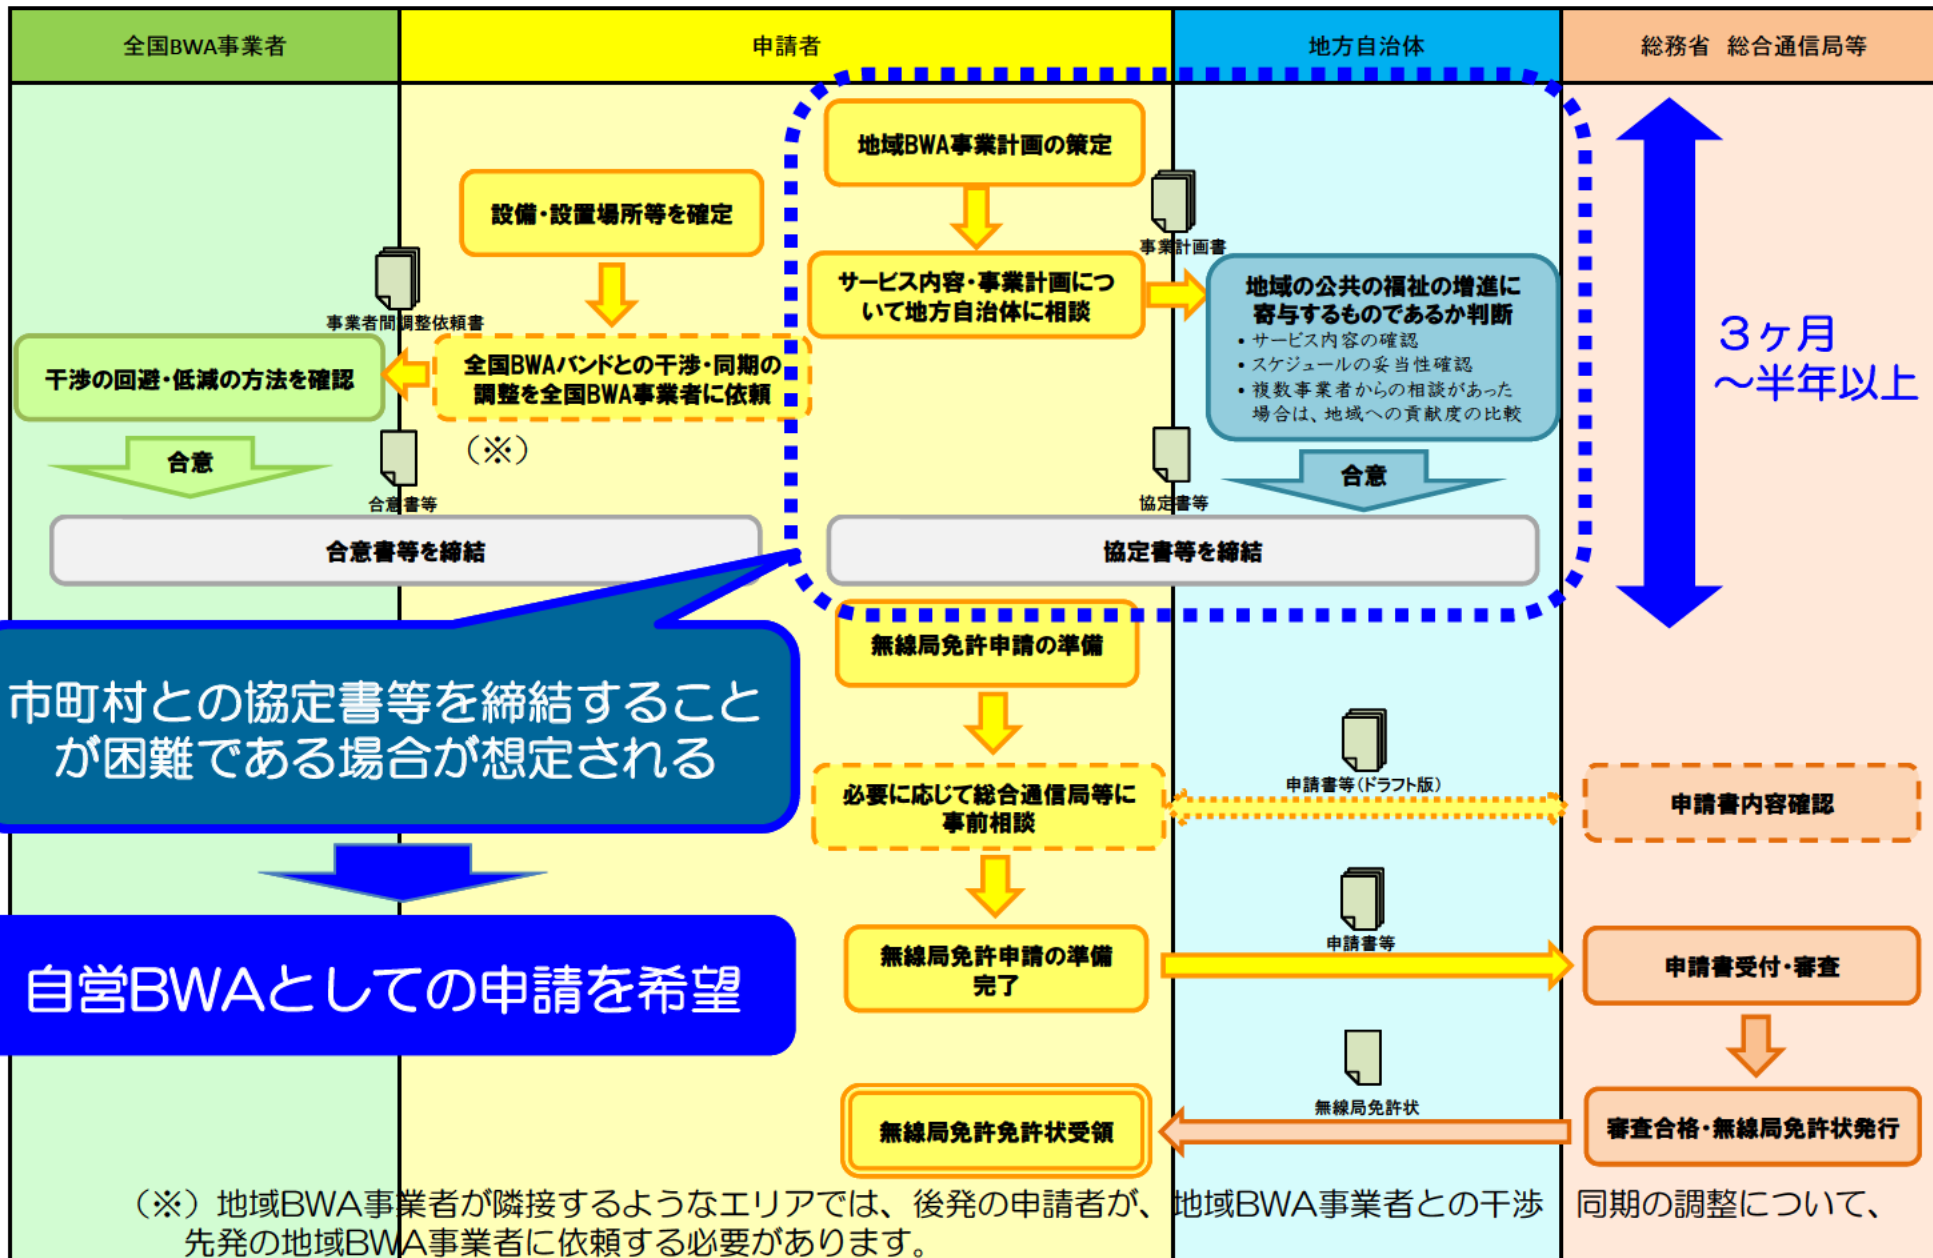 全国BWA事業者
申請者
地方自治体
総務省 総合通信局等
地域BWA事業計画の策定
設備・設置場所等を確定
事業計画書
サービス内容・事業計画につ
いて地方自治体に相談
地域の公共の福祉の増進に
寄与するものであるか判断
• サービス内容の確認
• スケジュールの妥当性確認
• 複数事業者からの相談があった
場合は、地域への貢献度の比較
3ヶ月
～半年以上
事業者間調整依頼書
干渉の回避・低減の方法を確認
全国BWAバンドとの干渉・同期の
調整を全国BWA事業者に依頼
（※）
合意
合意書等
協定書等
合意
合意書等を締結
協定書等を締結
無線局免許申請の準備
市町村との協定書等を締結すること
が困難である場合が想定される
必要に応じて総合通信局等に
事前相談
申請書等(ドラフト版)
申請書内容確認
自営BWAとしての申請を希望
無線局免許申請の準備
完了
申請書等
申請書受付・審査
無線局免許免許状受領
無線局免許状
審査合格・無線局免許状発行
（※）地域BWA事業者が隣接するようなエリアでは、後発の申請者が、地域BWA事業者との干渉 同期の調整について、
先発の地域BWA事業者に依頼する必要があります。